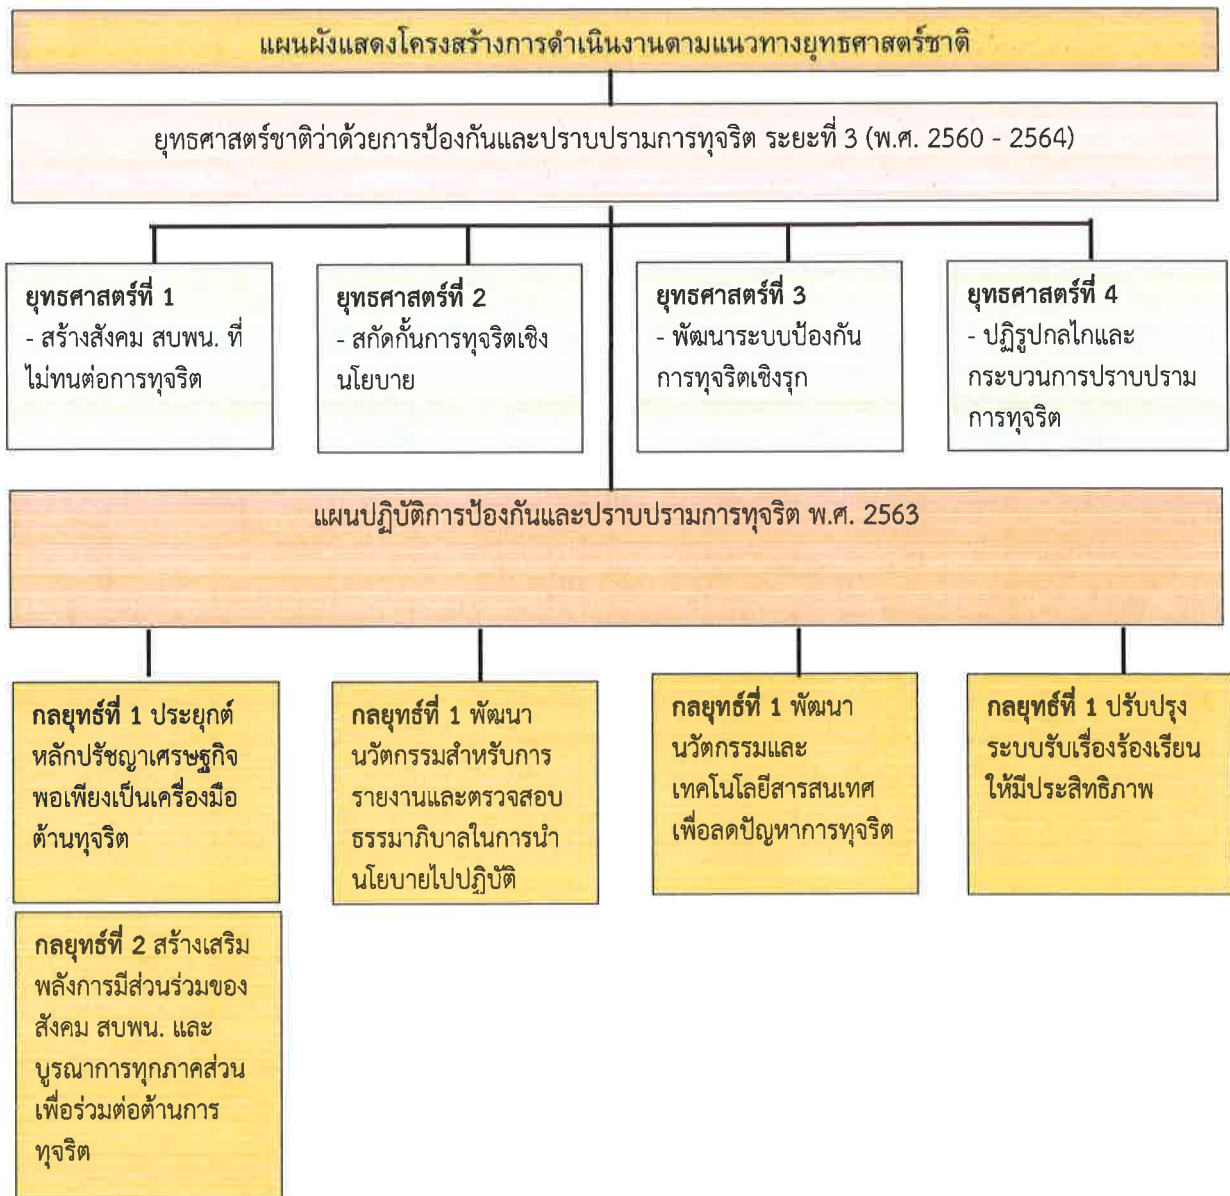 แผนผังแสดงโครงสร้างการดำเนินงานตามแนวทางยุทธศาสตร์ชาติ
ยุทธศาสตร์ชาติว่าด้วยการป้องกันและปราบปรามการทุจริต ระยะที่ 3 (พ.ศ. 2560 - 2564)
ยุทธศาสตร์ที่ 1
- สร้างสังคม สบพน. ที่
ไม่ทนต่อการทุจริต
ยุทธศาสตร์ที่ 2
- สกัดกั้นการทุจริตเชิง
นโยบาย
ยุทธศาสตร์ที่ 3
- พัฒนาระบบป้องกัน
การทุจริตเชิงรุก
ยุทธศาสตร์ที่ 4
- ปฏิรูปกลไกและ
กระบวนการปราบปราม
การทุจริต
แผนปฏิบัติการป้องกันและปราบปรามการทุจริต พ.ศ. 2563
กลยุทธ์ที่ 1 ประยุกต์
หลักปรัชญาเศรษฐกิจ
พอเพียงเป็นเครื่องมือ
ต้านทุจริต
กลยุทธ์ที่ 2 สร้างเสริม
พลังการมีส่วนร่วมของ
สังคม สบพน. และ
บูรณาการทุกภาคส่วน
เพื่อร่วมต่อต้านการ
ทุจริต
กลยุทธ์ที่ 1 พัฒนา
นวัตกรรมสำหรับการ
รายงานและตรวจสอบ
ธรรมาภิบาลในการนำ
นโยบายไปปฏิบัติ
กลยุทธ์ที่ 1 พัฒนา
นวัตกรรมและ
เทคโนโลยีสารสนเทศ
เพื่อลดปัญหาการทุจริต
กลยุทธ์ที่ 1 ปรับปรุง
ระบบรับเรื่องร้องเรียน
ให้มีประสิทธิภาพ